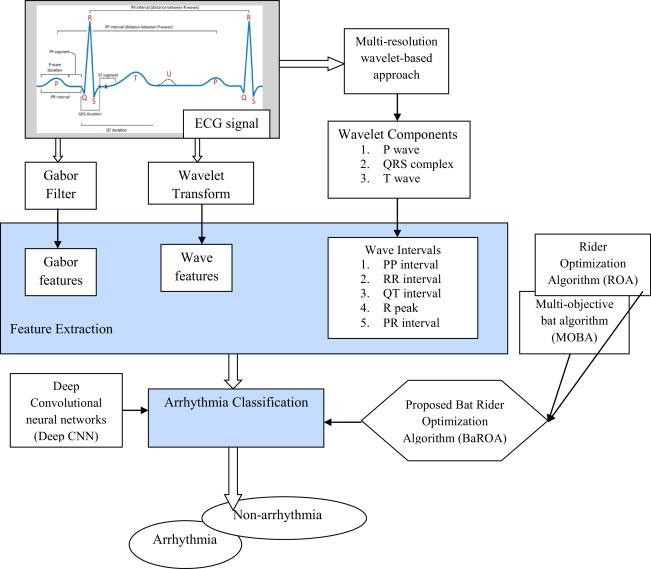 RR interval (distance between R-waves)
R
R
PP interval (distance between P-waves)
PR segment
P-wave
duration
ST segment
P
T
U
P
PR interval
Q
S
Q
S
QRS duration
QT duration
ECG signal
Multi-resolution
wavelet-based
approach
Wavelet Components
1. P wave
2. QRS complex
3. T wave
Gabor
Filter
Wavelet
Transform
Gabor
features
Wave
features
Wave Intervals
1. PP interval
2. RR interval
3. QT interval
4. R peak
5. PR interval
Feature Extraction
Rider
Optimization
Algorithm (ROA)
Multi-objective
bat algorithm
(MOBA)
Deep
Convolutional
neural networks
(Deep CNN)
Arrhythmia Classification
Proposed Bat Rider
Optimization
Algorithm (BaROA)
Non-arrhythmia
Arrhythmia